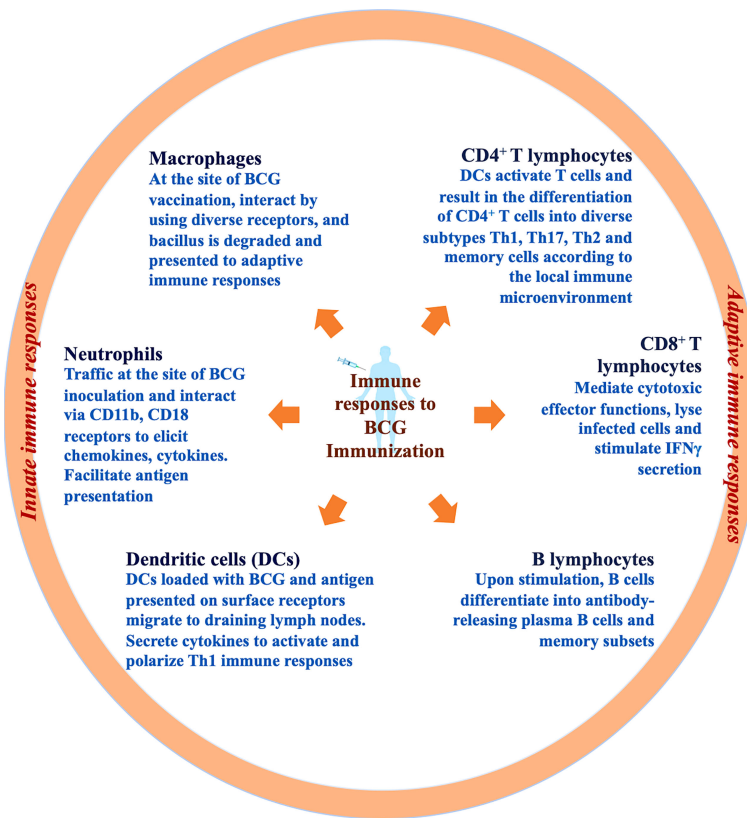 Macrophages
At the site of BCG
vaccination, interact by
using diverse receptors, and
bacillus is degraded and
presented to adaptive
immune responses
CD4⁺ T lymphocytes
DCs activate T cells and
result in the differentiation
of CD4⁺ T cells into diverse
subtypes Th1, Th17, Th2 and
memory cells according to
the local immune
microenvironment
Innate immune responses
Neutrophils
Traffic at the site of BCG
inoculation and interact
via CD11b, CD18
receptors to elicit
chemokines, cytokines.
Facilitate antigen
presentation
Immune
responses to
BCG
Immunization
CD8⁺ T
lymphocytes
Mediate cytotoxic
effector functions, lyse
infected cells and
stimulate IFNγ
secretion
Adaptive immune responses
Dendritic cells (DCs)
DCs loaded with BCG and antigen
presented on surface receptors
migrate to draining lymph nodes.
Secrete cytokines to activate and
polarize Th1 immune responses
B lymphocytes
Upon stimulation, B cells
differentiate into antibody-
releasing plasma B cells and
memory subsets